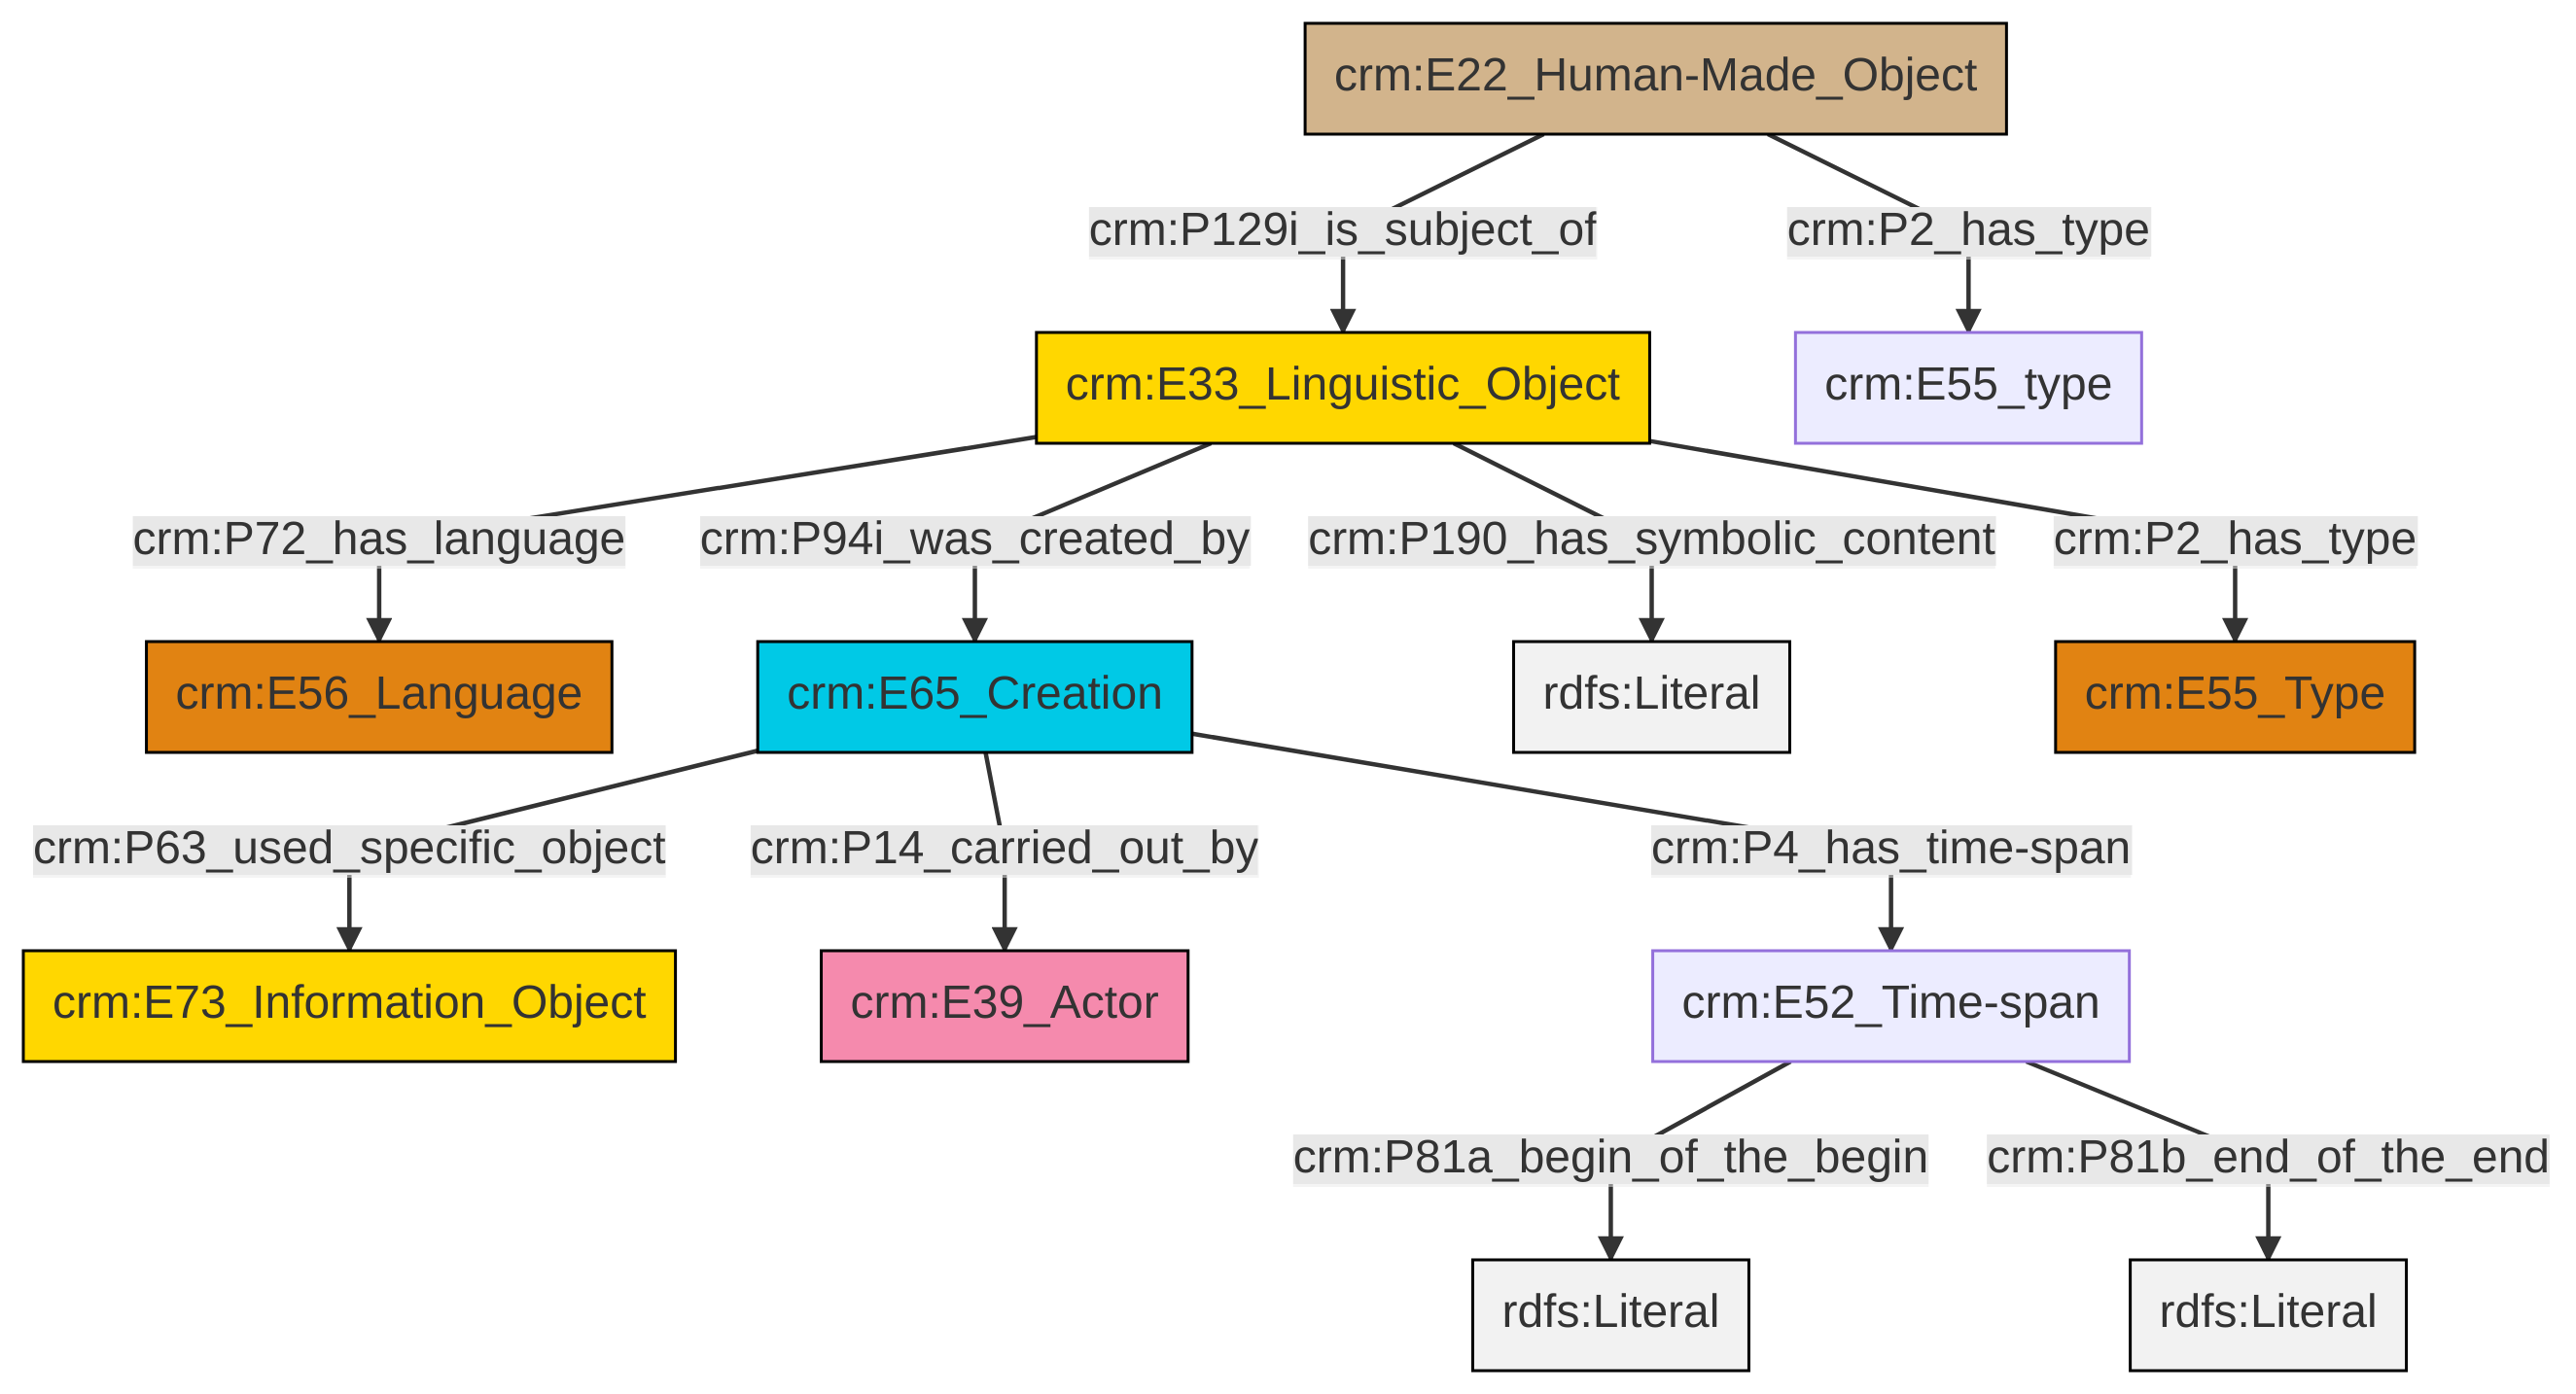 crm:E22_Human-Made_Object
crm:P129i_is_subject_of
crm:P2_has_type
crm:E33_Linguistic_Object
crm:E55_type
crm:P72_has_language
crm:P94i_was_created_by
crm:P190_has_symbolic_content
crm:P2_has_type
crm:E56_Language
crm:E65_Creation
rdfs:Literal
crm:E55_Type
crm:P63_used_specific_object
crm:P14_carried_out_by
crm:P4_has_time-span
crm:E73_Information_Object
crm:E39_Actor
crm:E52_Time-span
crm:P81a_begin_of_the_begin
crm:P81b_end_of_the_end
rdfs:Literal
rdfs:Literal